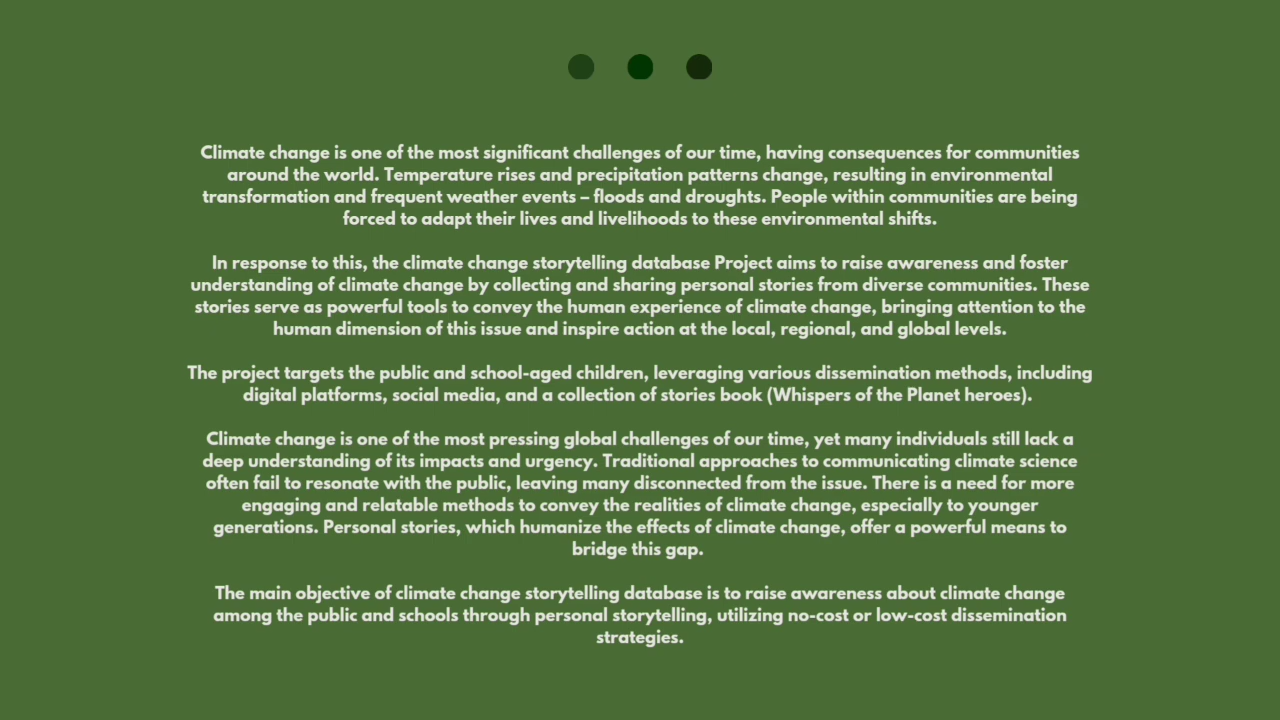 Climate change is one of the most significant challenges of our time, having consequences for communities
around the world. Temperature rises and precipitation patterns change, resulting in environmental
transformation and frequent weather events – floods and droughts. People within communities are being
forced to adapt their lives and livelihoods to these environmental shifts.
In response to this, the climate change storytelling database Project aims to raise awareness and foster
understanding of climate change by collecting and sharing personal stories from diverse communities. These
stories serve as powerful tools to convey the human experience of climate change, bringing attention to the
human dimension of this issue and inspire action at the local, regional, and global levels.
The project targets the public and school-aged children, leveraging various dissemination methods, including
digital platforms, social media, and a collection of stories book (Whispers of the Planet heroes).
Climate change is one of the most pressing global challenges of our time, yet many individuals still lack a
deep understanding of its impacts and urgency. Traditional approaches to communicating climate science
often fail to resonate with the public, leaving many disconnected from the issue. There is a need for more
engaging and relatable methods to convey the realities of climate change, especially to younger
generations. Personal stories, which humanize the effects of climate change, offer a powerful means to
bridge this gap.
The main objective of climate change storytelling database is to raise awareness about climate change
among the public and schools through personal storytelling, utilizing no-cost or low-cost dissemination
strategies.